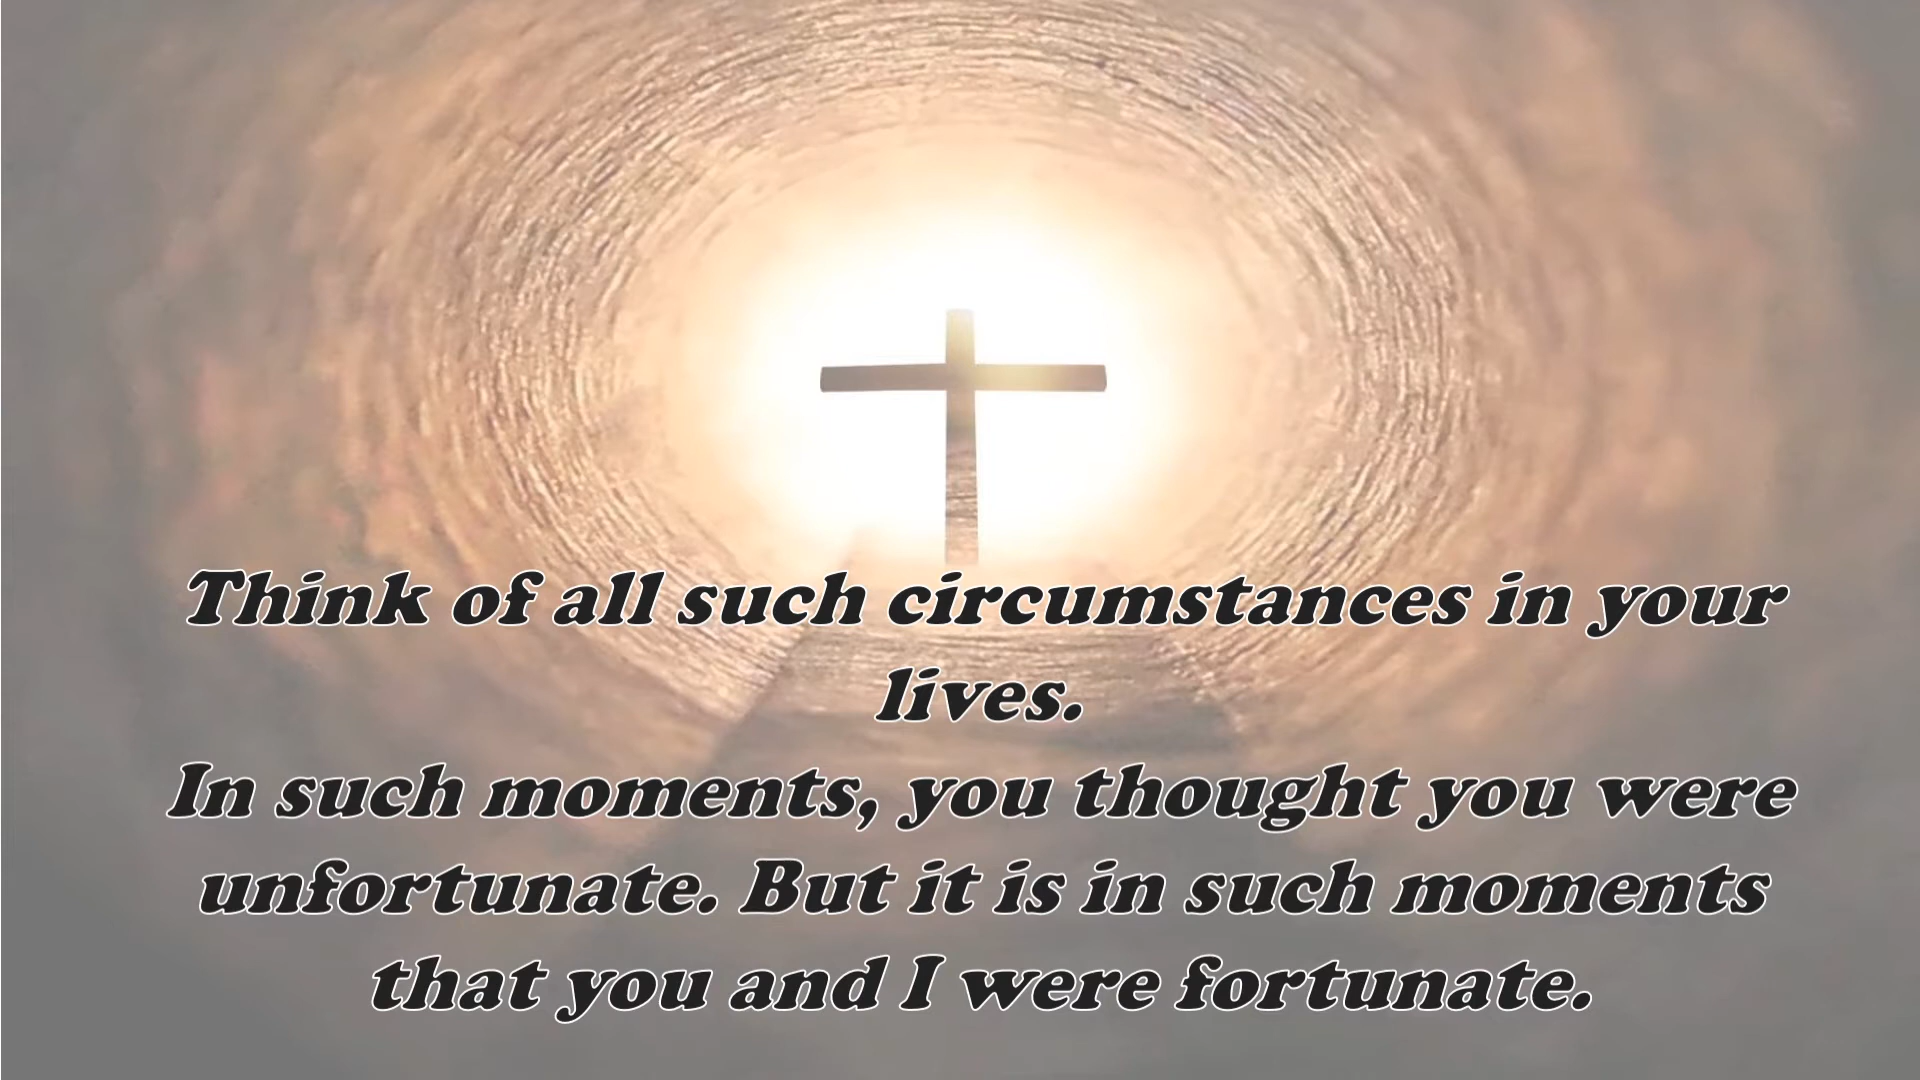 Think of all such circumstances in your
lives.
In such moments, you thought you were
unfortunate. But it is in such moments
that you and I were fortunate.